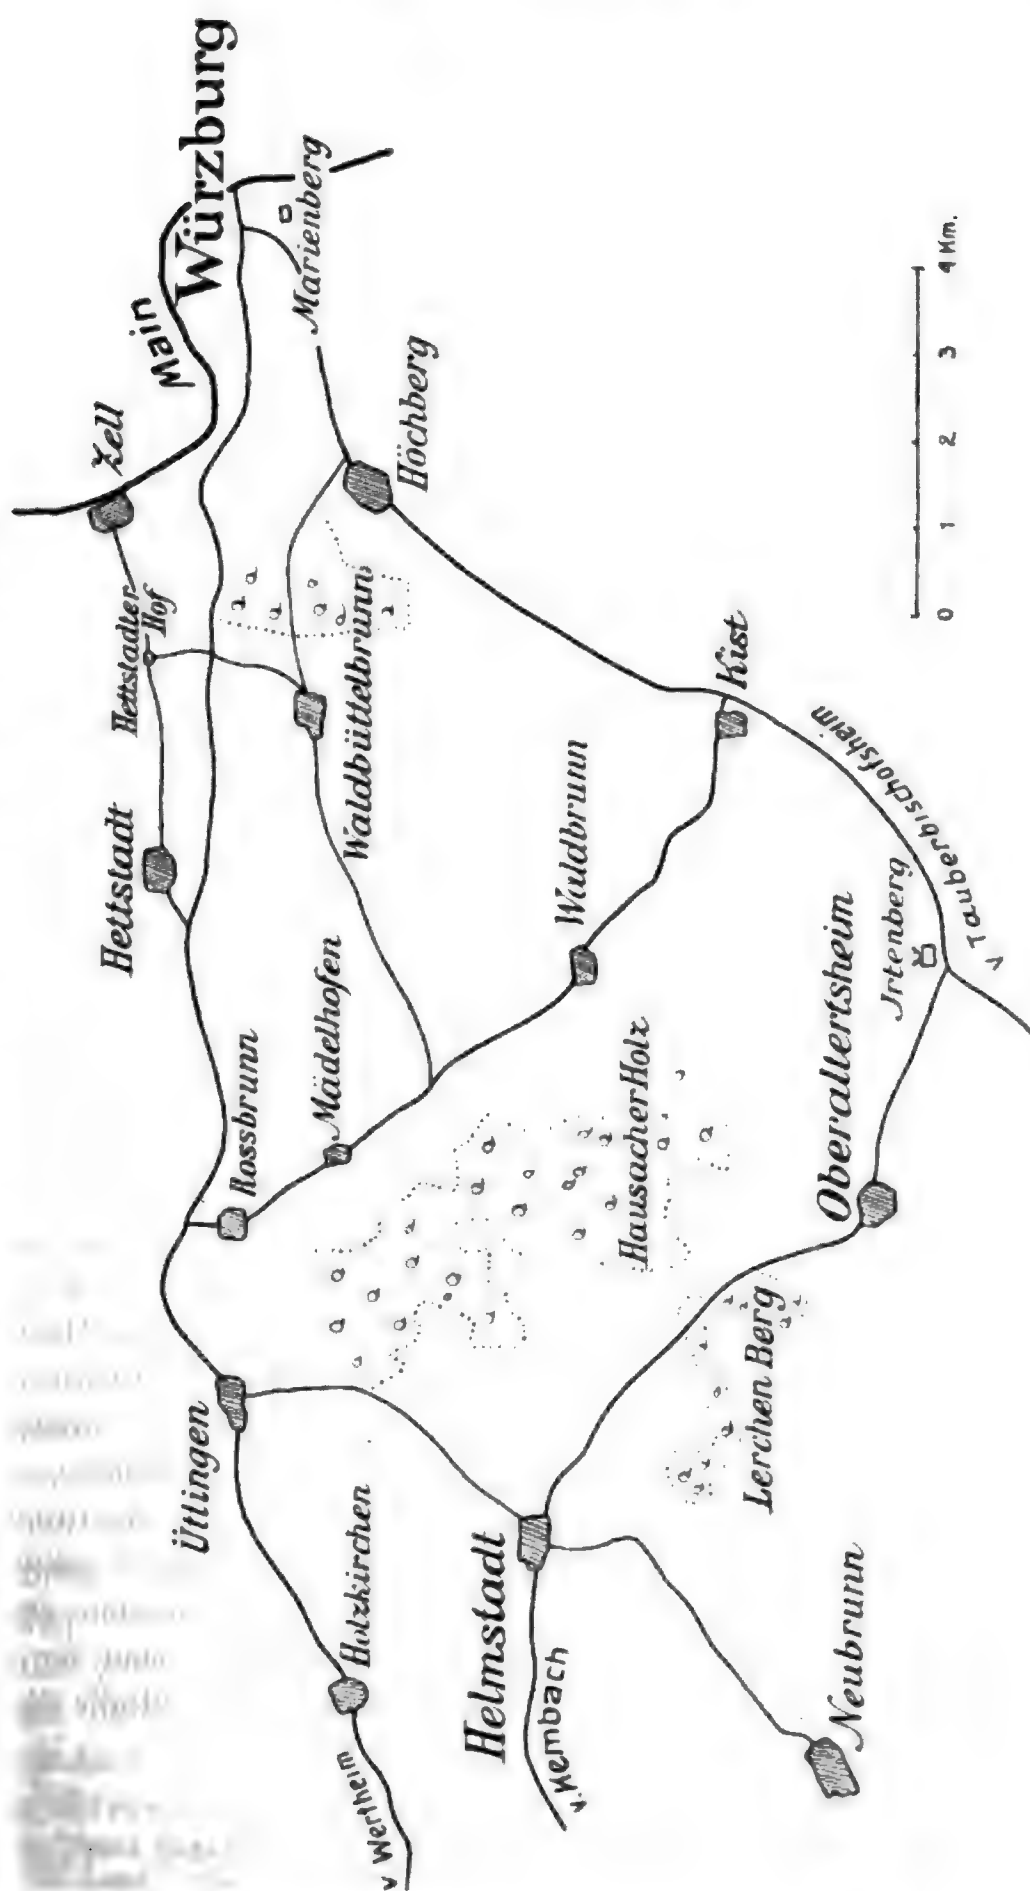 Würzburg
Main
Marienberg
Zell
Höchberg
Hettstadter
Hof
Hettstadt
Waldbüttelbrunn
Kist
v Tauberbischofsheim
Waldbrunn
Mädelhofen
Rossbrunn
Irtenberg
Oberaltertsheim
Hausacher Holz
Lerchen Berg
Üttingen
Holzkirchen
Helmstadt
Neubrunn
v Wertheim
v. Kembach
0 1 2 3 4 Km.